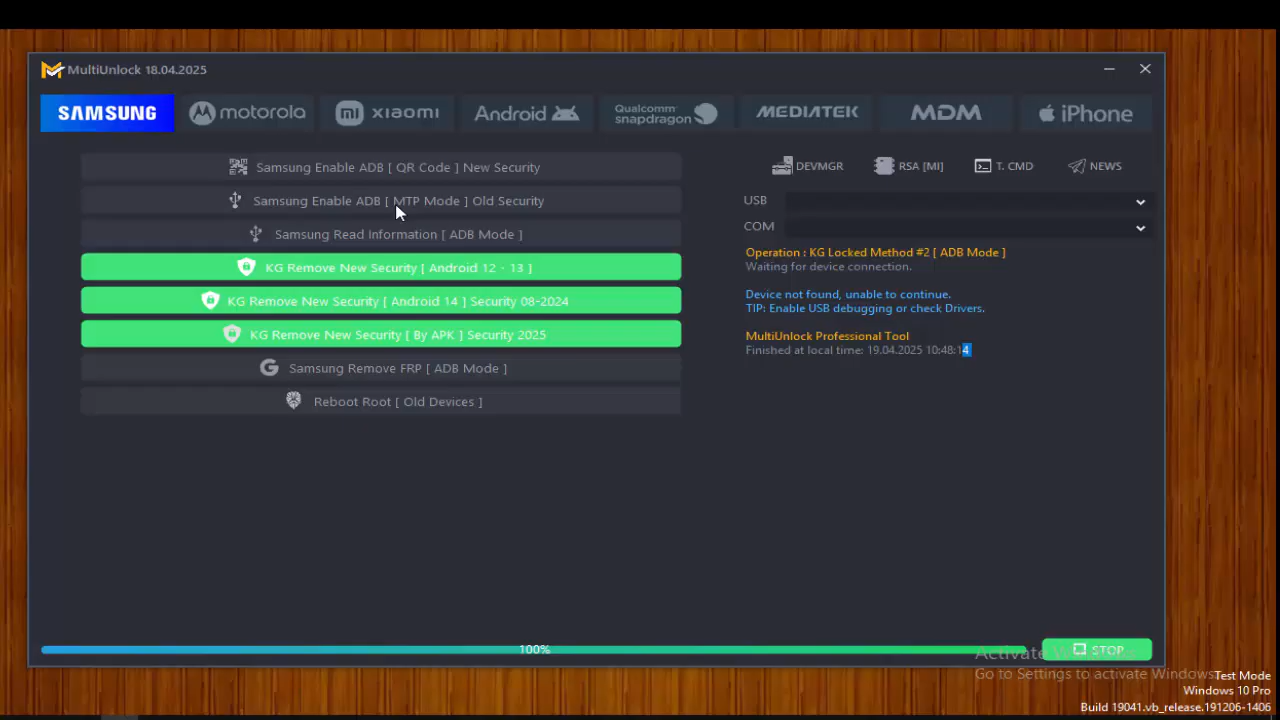 MultiUnlock 18.04.2025
SAMSUNG
motorola
xiaomi
Android
Qualcomm
snapdragon
MEDIATEK
MDM
iPhone
Samsung Enable ADB [ QR Code ] New Security
Samsung Enable ADB [ MTP Mode ] Old Security
Samsung Read Information [ ADB Mode ]
KG Remove New Security [ Android 12 - 13 ]
KG Remove New Security [ Android 14 ] Security 08-2024
KG Remove New Security [ By APK ] Security 2025
Samsung Remove FRP [ ADB Mode ]
Reboot Root [ Old Devices ]
DEVMGR
RSA [MI]
T. CMD
NEWS
USB
COM
Operation : KG Locked Method #2 [ ADB Mode ]
Waiting for device connection.
Device not found, unable to continue.
TIP: Enable USB debugging or check Drivers.
MultiUnlock Professional Tool
Finished at local time: 19.04.2025 10:48:14
100%
STOP
Activate Windows
Go to Settings to activate Windows.
Test Mode
Windows 10 Pro
Build 19041.vb_release.191206-1406